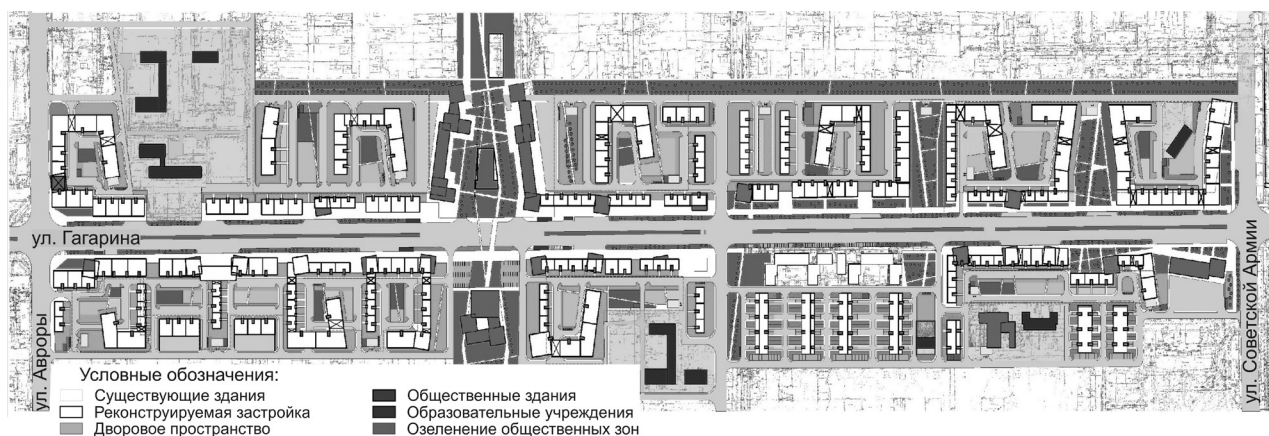 ул. Гагарина
ул. Авроры
ул. Советской Армии
Условные обозначения:
Существующие здания
Реконструируемая застройка
Дворовое пространство
Общественные здания
Образовательные учреждения
Озеленение общественных зон